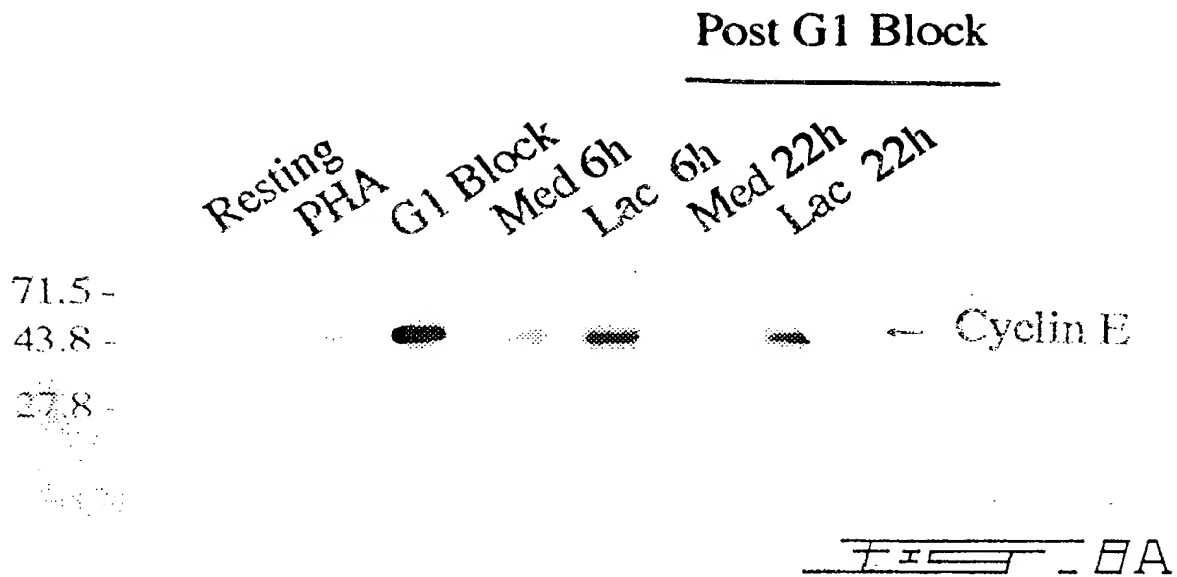 Post G1 Block
Resting
PHA
G1 Block
Med 6h
Lac 6h
Med 22h
Lac 22h
71.5 -
43.8 -
← Cyclin E
27.8 -
FIG_8A